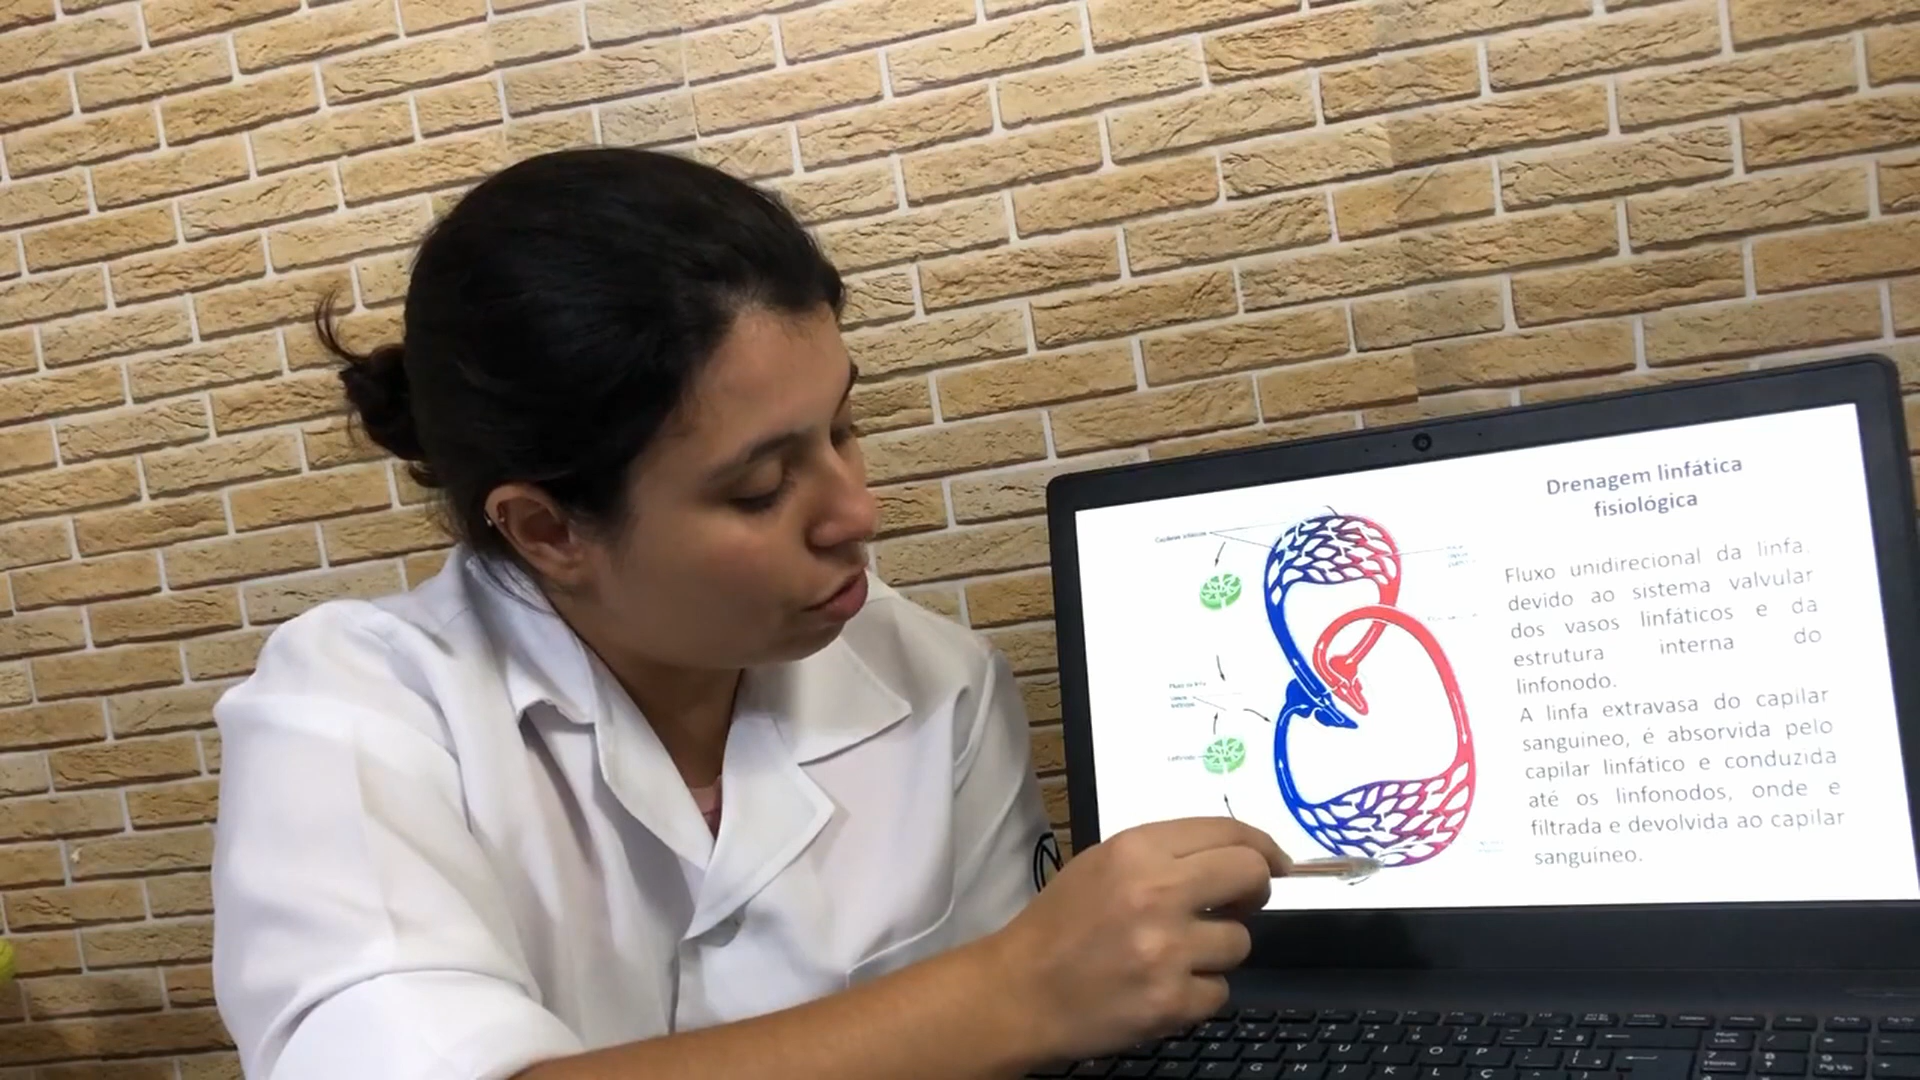 Drenagem linfática
fisiológica
Fluxo unidirecional da linfa,
devido ao sistema valvular
dos vasos linfáticos e da
estrutura interna do
linfonodo.
A linfa extravasa do capilar
sanguíneo, é absorvida pelo
capilar linfático e conduzida
até os linfonodos, onde e
filtrada e devolvida ao capilar
sanguíneo.